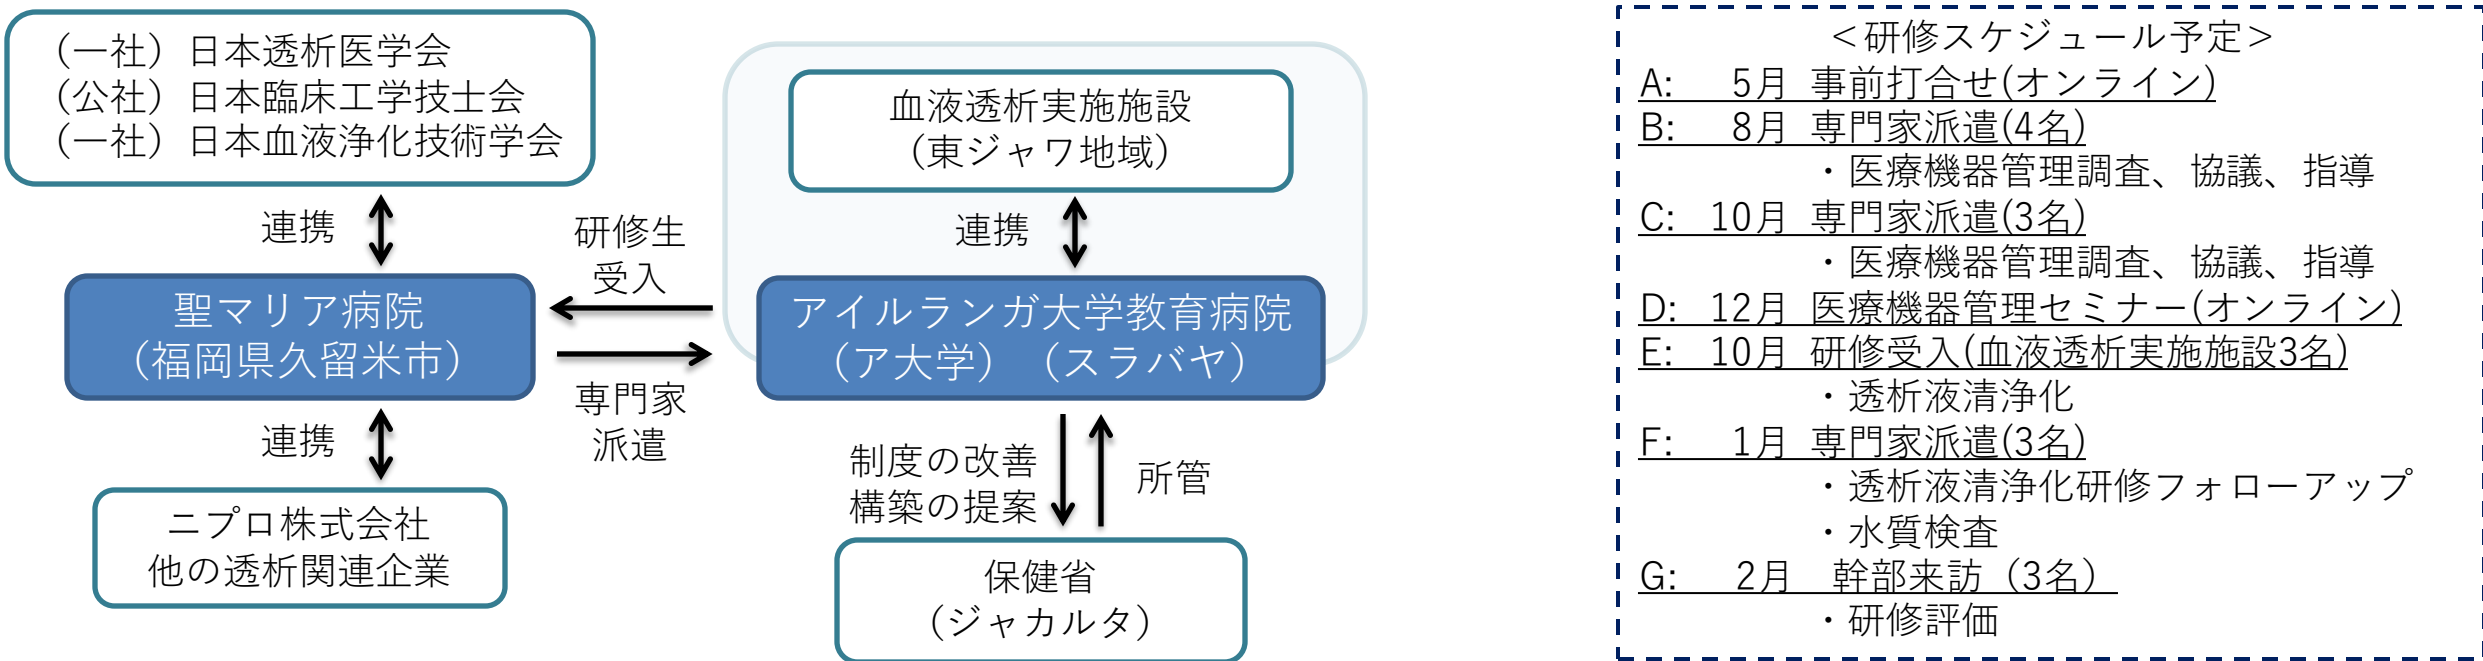 （一社）日本透析医学会
（公社）日本臨床工学技士会
（一社）日本血液浄化技術学会
連携
聖マリア病院
（福岡県久留米市）
連携
ニプロ株式会社
他の透析関連企業
研修生
受入
専門家
派遣
血液透析実施施設
（東ジャワ地域）
連携
アイルランガ大学教育病院
（ア大学）（スラバヤ）
制度の改善
構築の提案
所管
保健省
（ジャカルタ）
＜研修スケジュール予定＞
A: 5月 事前打合せ(オンライン)
B: 8月 専門家派遣(4名)
・医療機器管理調査、協議、指導
C: 10月 専門家派遣(3名)
・医療機器管理調査、協議、指導
D: 12月 医療機器管理セミナー(オンライン)
E: 10月 研修受入(血液透析実施施設3名)
・透析液清浄化
F: 1月 専門家派遣(3名)
・透析液清浄化研修フォローアップ
・水質検査
G: 2月 幹部来訪（3名）
・研修評価